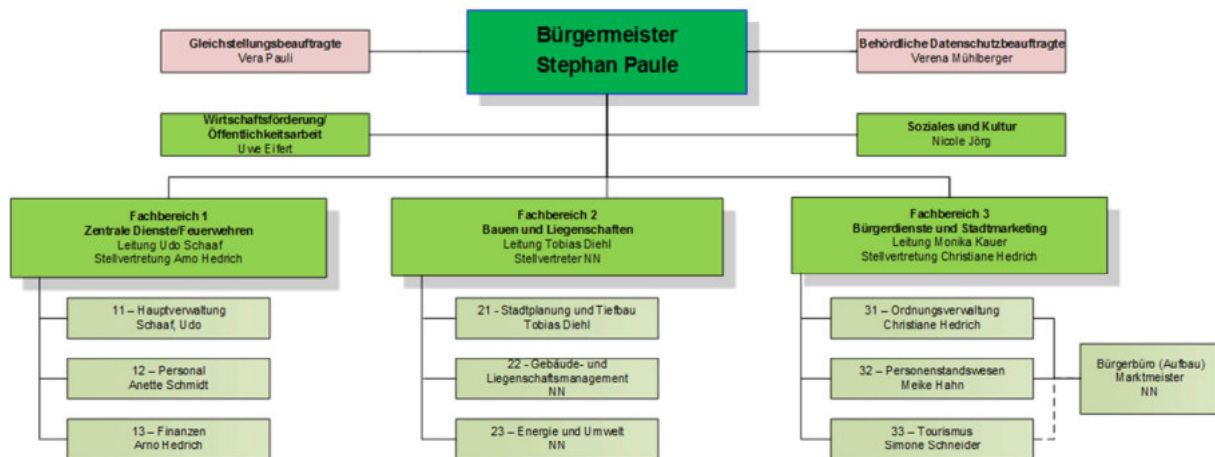 Gleichstellungsbeauftragte
Vera Pauli
Bürgermeister
Stephan Paule
Behördliche Datenschutzbeauftragte
Verena Mühlberger
Wirtschaftsförderung/
Öffentlichkeitsarbeit
Uwe Eifert
Soziales und Kultur
Nicole Jörg
Fachbereich 1
Zentrale Dienste/Feuerwehren
Leitung Udo Schaaf
Stellvertretung Arno Hedrich
Fachbereich 2
Bauen und Liegenschaften
Leitung Tobias Diehl
Stellvertreter NN
Fachbereich 3
Bürgerdienste und Stadtmarketing
Leitung Monika Kauer
Stellvertretung Christiane Hedrich
11 – Hauptverwaltung
Schaaf, Udo
12 – Personal
Anette Schmidt
13 – Finanzen
Arno Hedrich
21 - Stadtplanung und Tiefbau
Tobias Diehl
22 - Gebäude- und
Liegenschaftsmanagement
NN
23 – Energie und Umwelt
NN
31 – Ordnungsverwaltung
Christiane Hedrich
32 – Personenstandswesen
Meike Hahn
33 – Tourismus
Simone Schneider
Bürgerbüro (Aufbau)
Marktmeister
NN